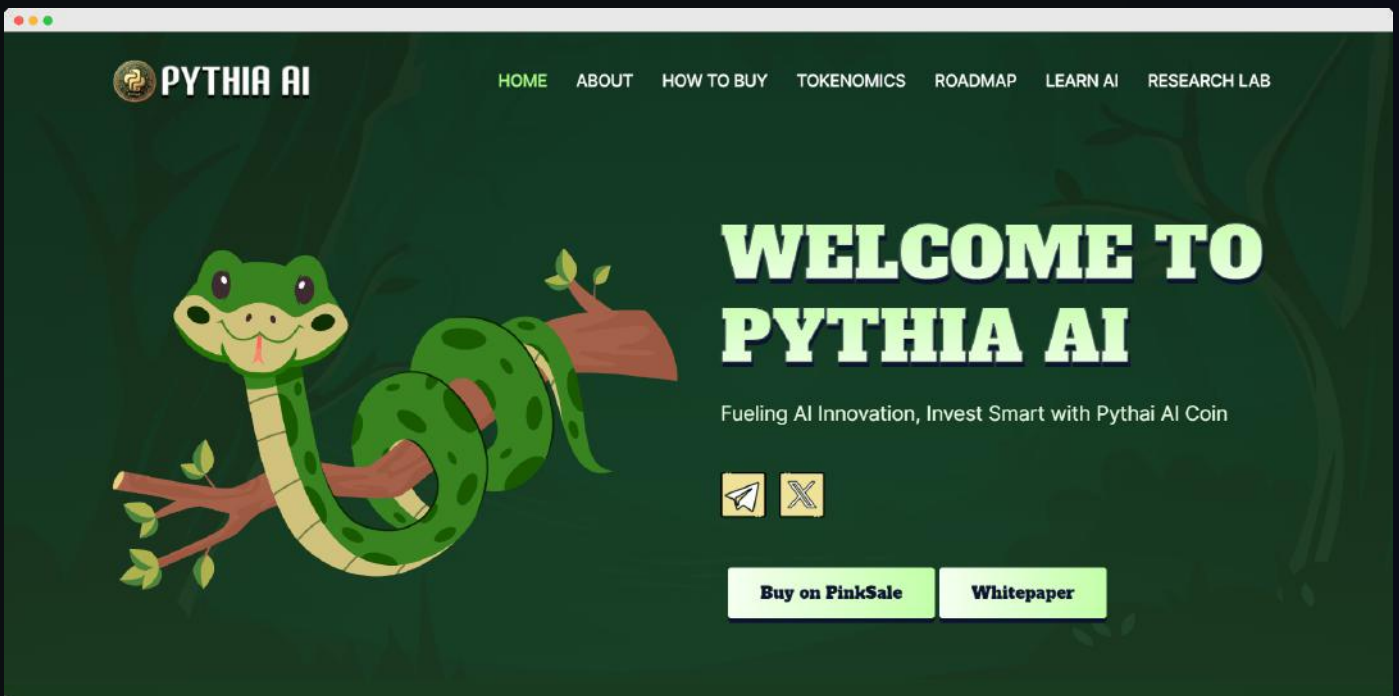 PYTHIA AI
HOME ABOUT HOW TO BUY TOKENOMICS ROADMAP LEARN AI RESEARCH LAB
WELCOME TO
PYTHIA AI
Fueling AI Innovation, Invest Smart with Pythai AI Coin
Buy on PinkSale Whitepaper